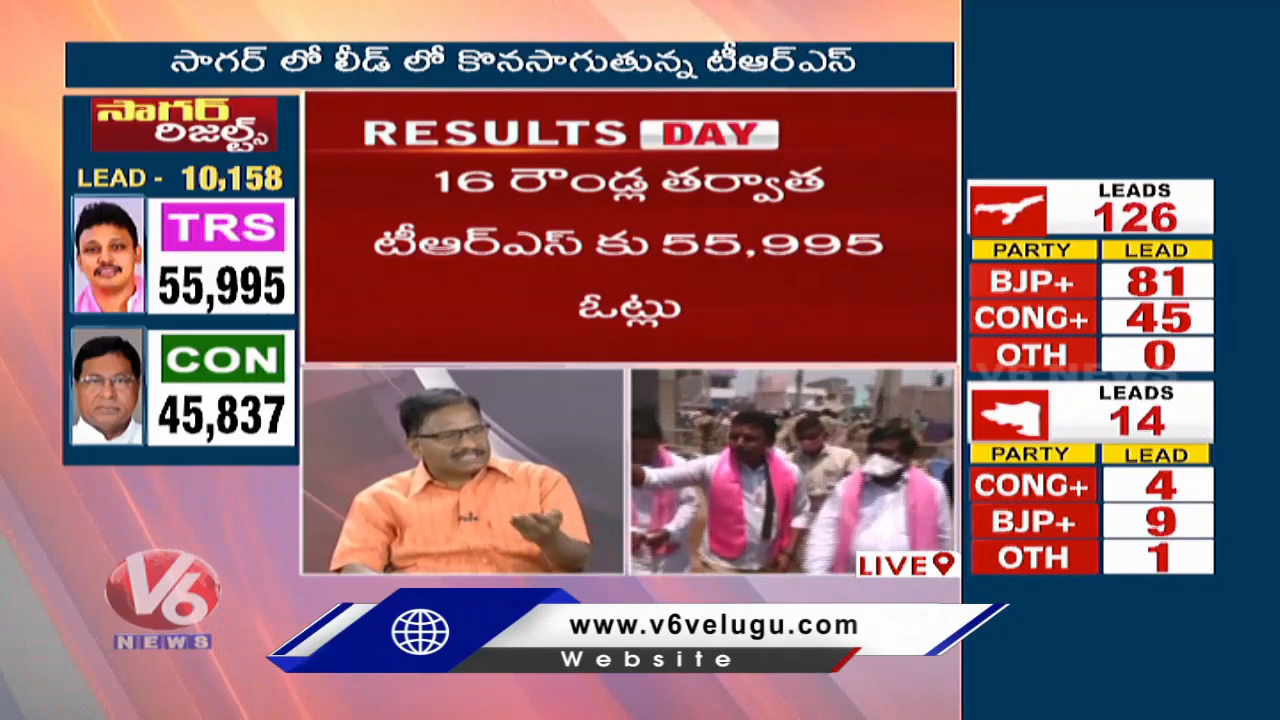 సాగర్ లో లీడ్ లో కొనసాగుతున్న టీఆర్ఎస్
సాగర్
రిజల్ట్స్
LEAD - 10,158
TRS
55,995
CON
45,837
RESULTS DAY
16 రౌండ్ల తర్వాత
టీఆర్ఎస్ కు 55,995
ఓట్లు
LEADS
126
PARTY LEAD
BJP+ 81
CONG+ 45
OTH 0
V6 NEWS
LEADS
14
PARTY LEAD
CONG+ 4
BJP+ 9
OTH 1
LIVE
V6
NEWS
www.v6velugu.com
Website